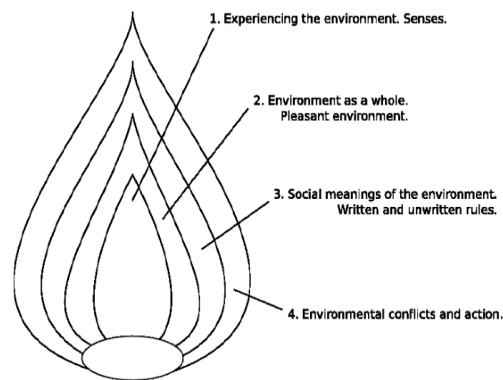 1. Experiencing the environment. Senses.
2. Environment as a whole.
Pleasant environment.
3. Social meanings of the environment.
Written and unwritten rules.
4. Environmental conflicts and action.